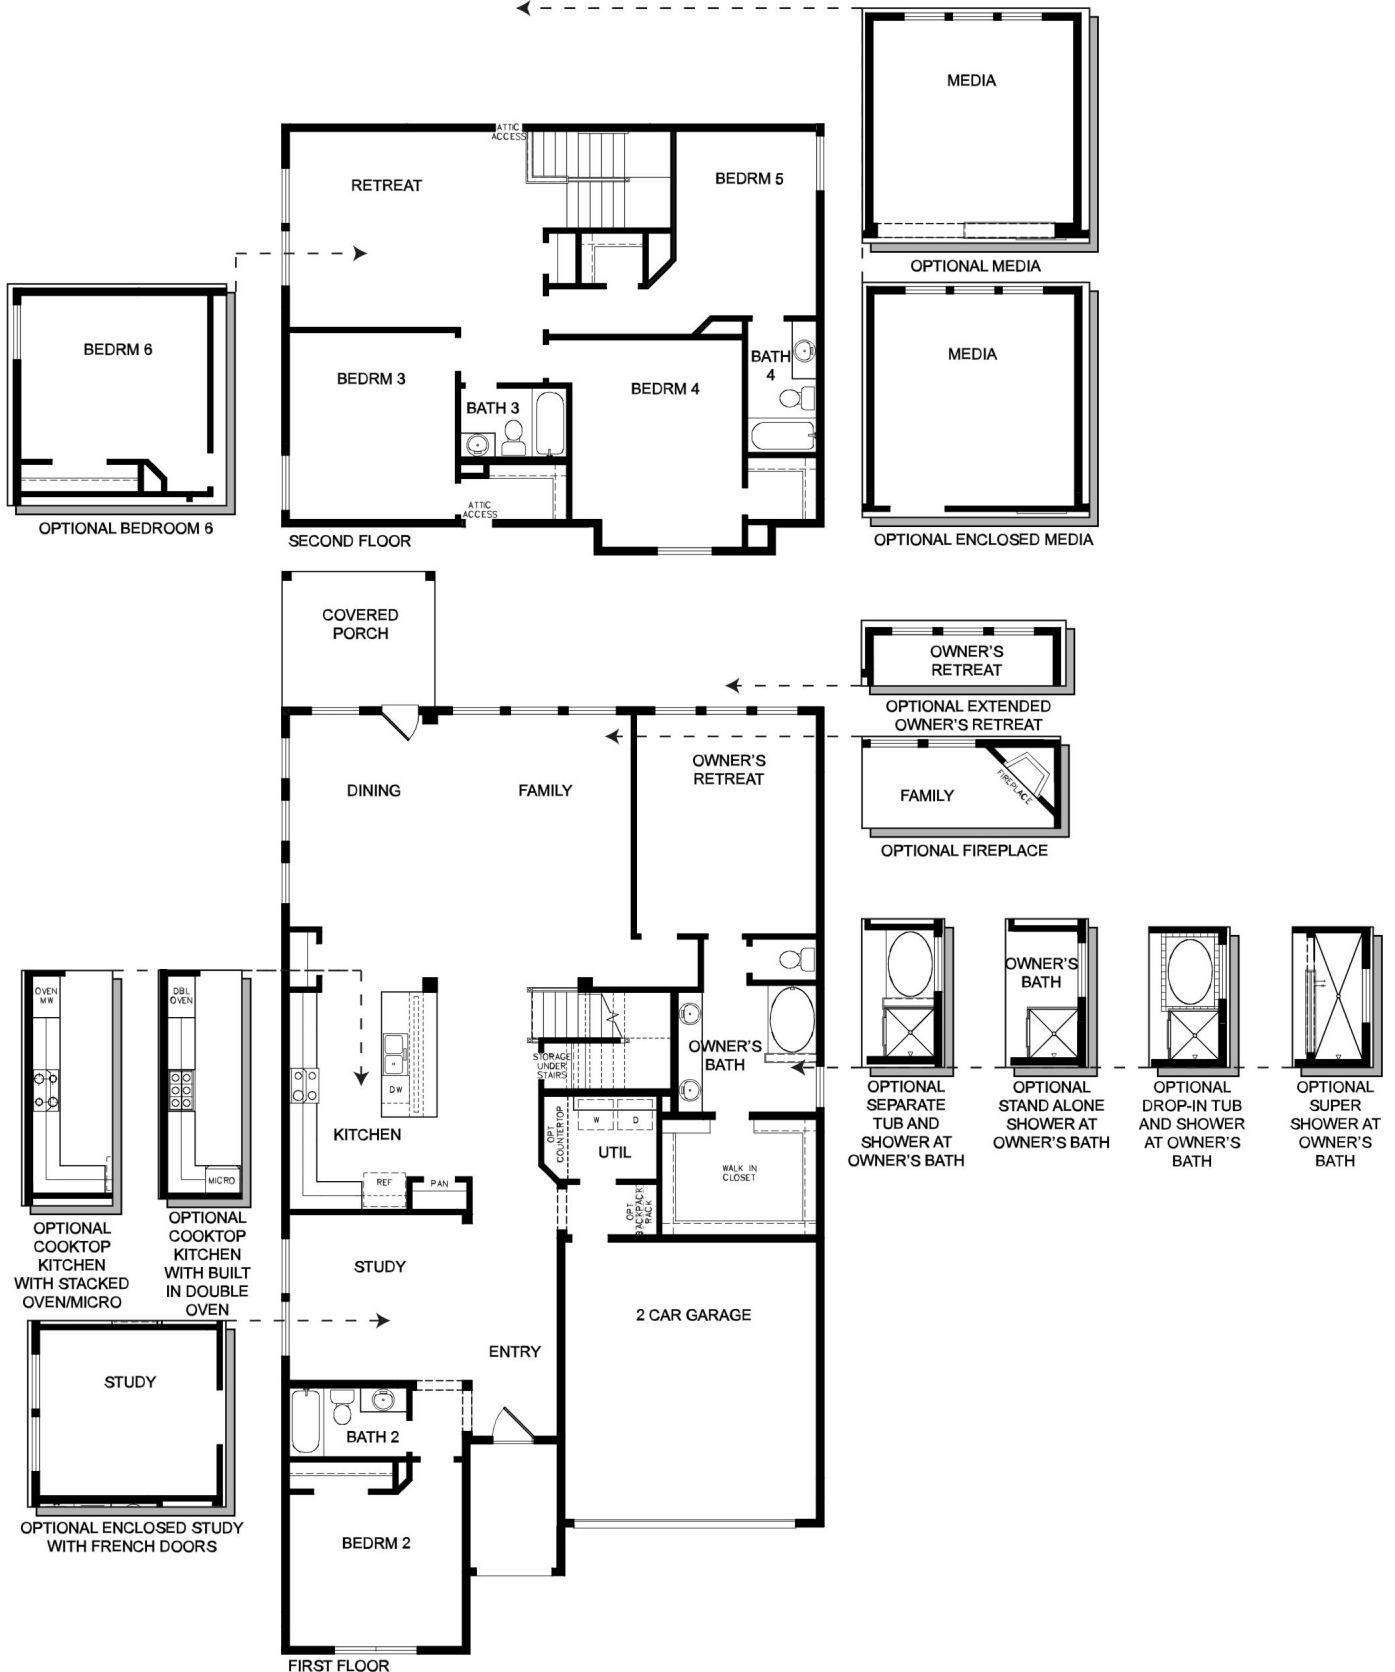 MEDIA
OPTIONAL MEDIA
ATTIC
ACCESS
RETREAT
BEDRM 5
BEDRM 6
OPTIONAL BEDROOM 6
BEDRM 3
BATH 3
BEDRM 4
BATH
4
ATTIC
ACCESS
SECOND FLOOR
MEDIA
OPTIONAL ENCLOSED MEDIA
COVERED
PORCH
OWNER'S
RETREAT
OPTIONAL EXTENDED
OWNER'S RETREAT
DINING
FAMILY
OWNER'S
RETREAT
FAMILY
FIREPLACE
OPTIONAL FIREPLACE
OVEN
MW
OPTIONAL
COOKTOP
KITCHEN
WITH STACKED
OVEN/MICRO
DBL
OVEN
MICRO
OPTIONAL
COOKTOP
KITCHEN
WITH BUILT
IN DOUBLE
OVEN
DW
KITCHEN
REF
PAN
STORAGE
UNDER
STAIRS
OWNER'S
BATH
OPT
COUNTERTOP
W
D
UTIL
OPT
BACKPACK
RACK
WALK IN
CLOSET
OPTIONAL
SEPARATE
TUB AND
SHOWER AT
OWNER'S BATH
OWNER'S
BATH
OPTIONAL
STAND ALONE
SHOWER AT
OWNER'S BATH
OPTIONAL
DROP-IN TUB
AND SHOWER
AT OWNER'S
BATH
OPTIONAL
SUPER
SHOWER AT
OWNER'S
BATH
STUDY
ENTRY
2 CAR GARAGE
STUDY
OPTIONAL ENCLOSED STUDY
WITH FRENCH DOORS
BATH 2
BEDRM 2
FIRST FLOOR